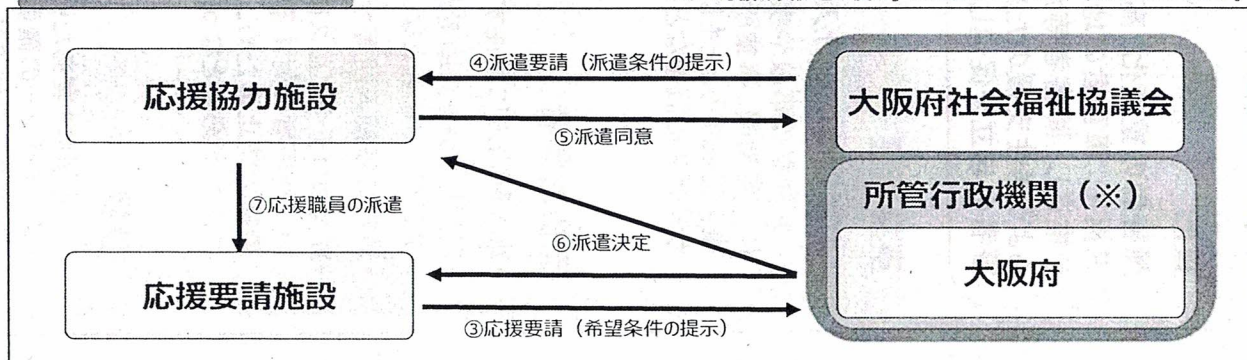 ④派遣要請（派遣条件の提示）
応援協力施設
大阪府社会福祉協議会
⑤派遣同意
所管行政機関（※）
⑦応援職員の派遣
⑥派遣決定
大阪府
応援要請施設
③応援要請（希望条件の提示）